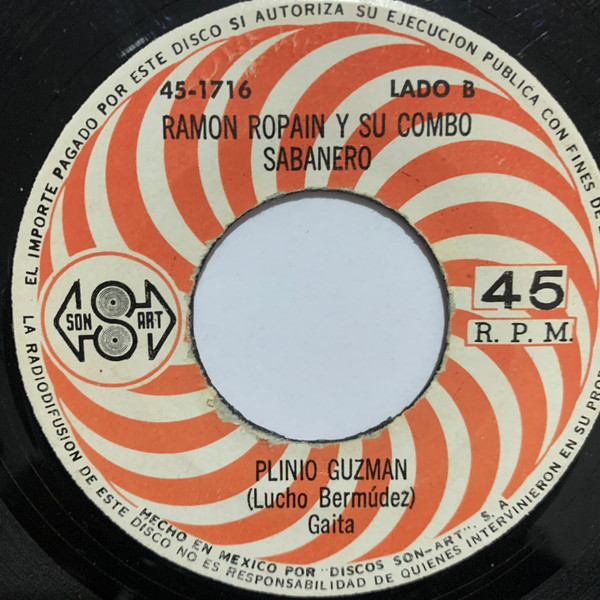 EL IMPORTE PAGADO POR ESTE DISCO SI AUTORIZA SU EJECUCION PUBLICA CON FINES DE
45-1716 LADO B
RAMON ROPAIN Y SU COMBO
SABANERO
SON ART
45
R. P. M.
PLINIO GUZMAN
(Lucho Bermúdez)
Gaita
HECHO EN MEXICO POR "DISCOS SON-ART", S. A
LA RADIODIFUSION DE ESTE DISCO NO ES RESPONSABILIDAD DE QUIENES INTERVINIERON EN SU